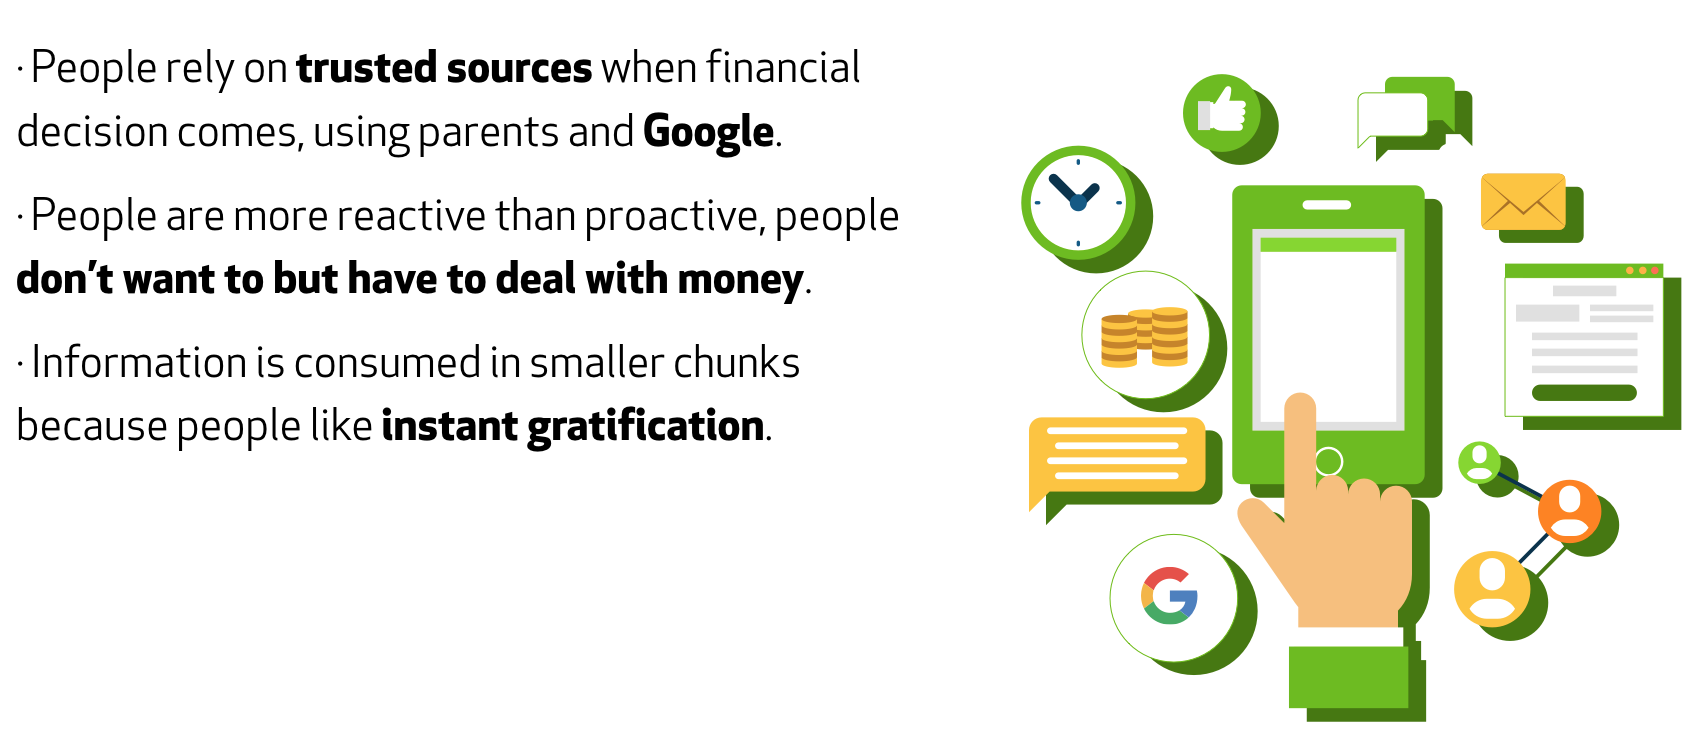 · People rely on trusted sources when financial
decision comes, using parents and Google.
· People are more reactive than proactive, people
don’t want to but have to deal with money.
· Information is consumed in smaller chunks
because people like instant gratification.